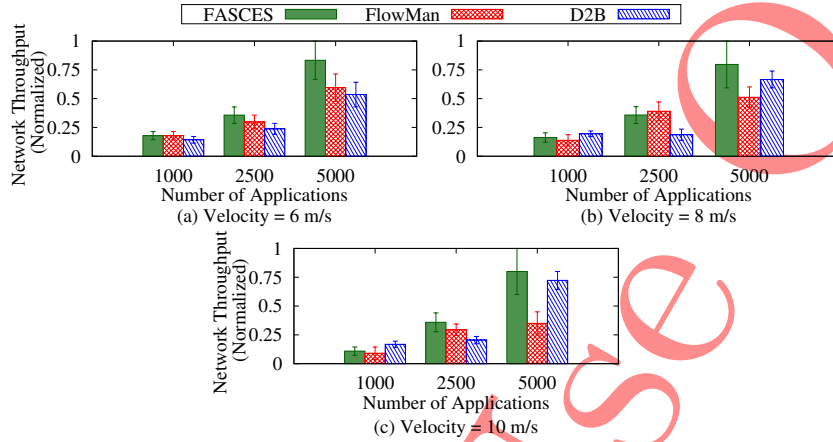 FASCES FlowMan D2B
Network Throughput
(Normalized)
1
0.75
0.5
0.25
0
1000 2500 5000
Number of Applications
(a) Velocity = 6 m/s
Network Throughput
(Normalized)
1
0.75
0.5
0.25
0
1000 2500 5000
Number of Applications
(b) Velocity = 8 m/s
Network Throughput
(Normalized)
1
0.75
0.5
0.25
0
1000 2500 5000
Number of Applications
(c) Velocity = 10 m/s